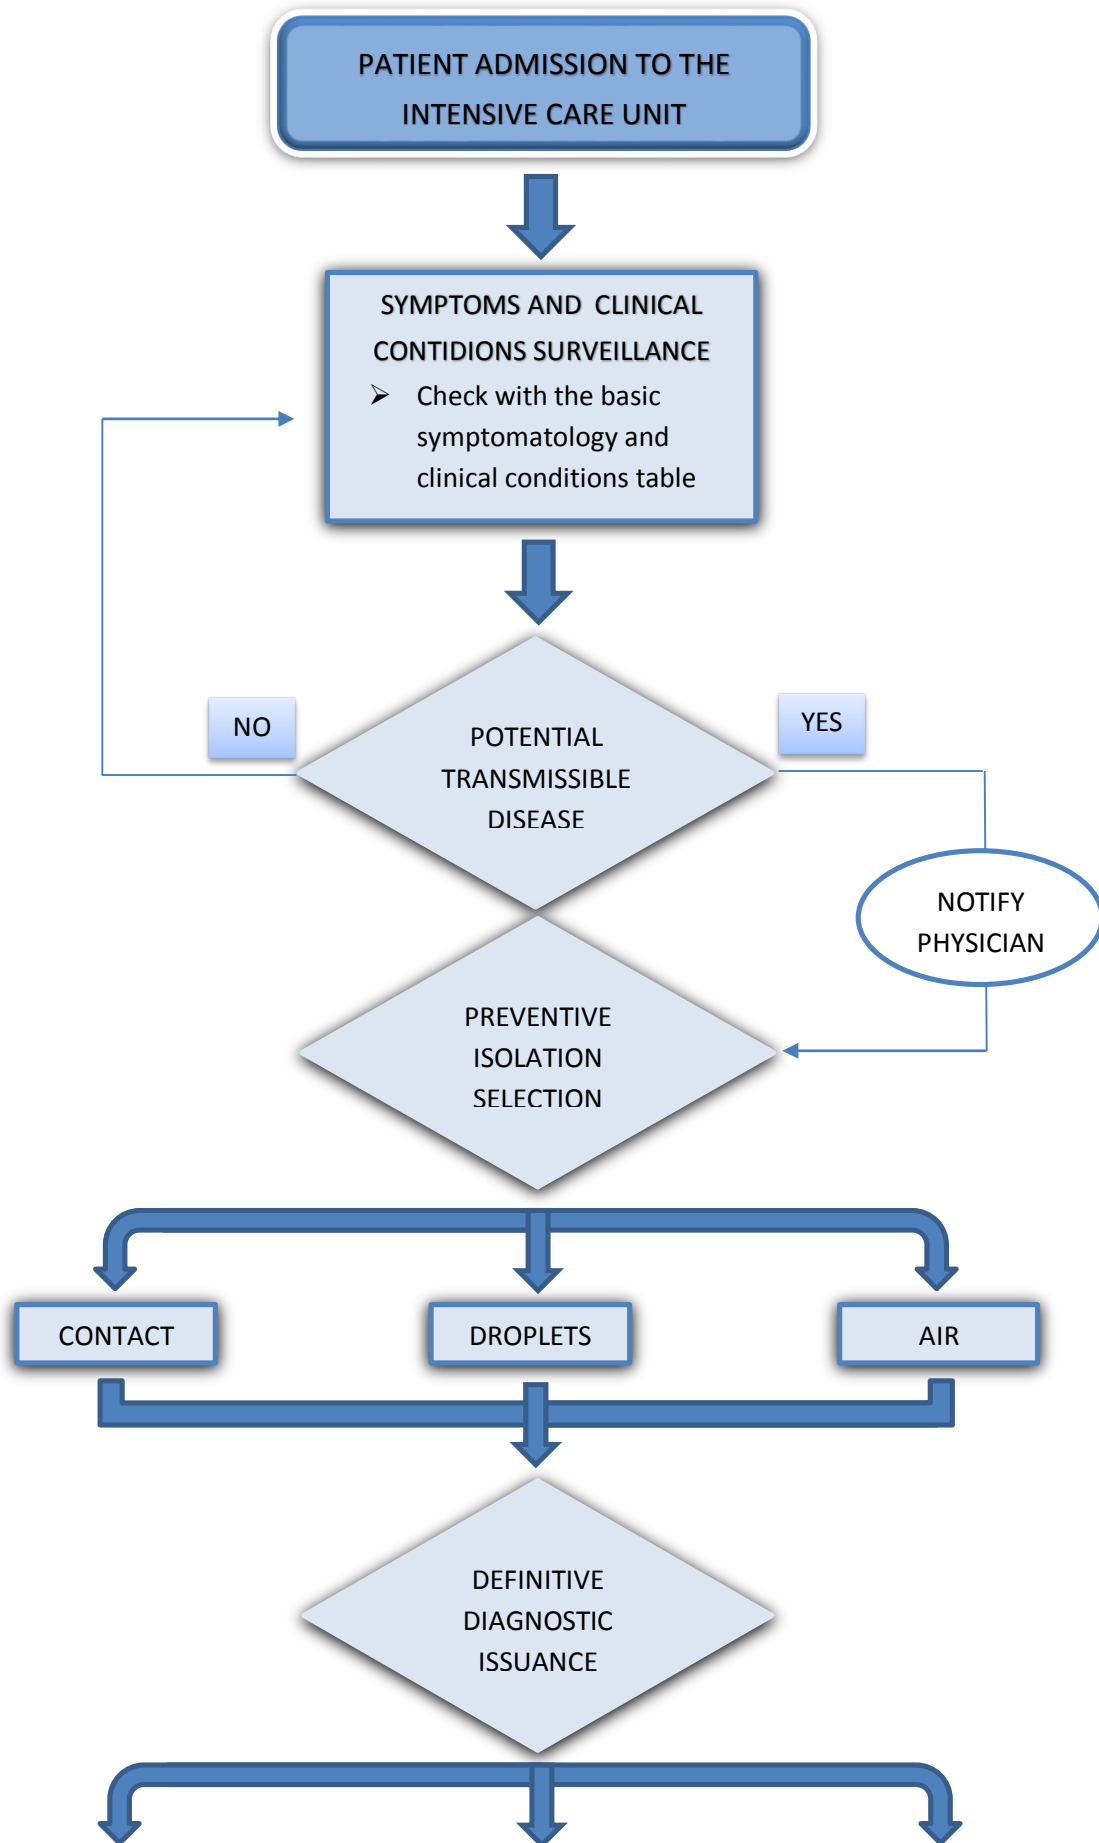 PATIENT ADMISSION TO THE
INTENSIVE CARE UNIT
SYMPTOMS AND CLINICAL
CONTIDIONS SURVEILLANCE
➢ Check with the basic
symptomatology and
clinical conditions table
NO
YES
POTENTIAL
TRANSMISSIBLE
DISEASE
NOTIFY
PHYSICIAN
PREVENTIVE
ISOLATION
SELECTION
CONTACT
DROPLETS
AIR
DEFINITIVE
DIAGNOSTIC
ISSUANCE